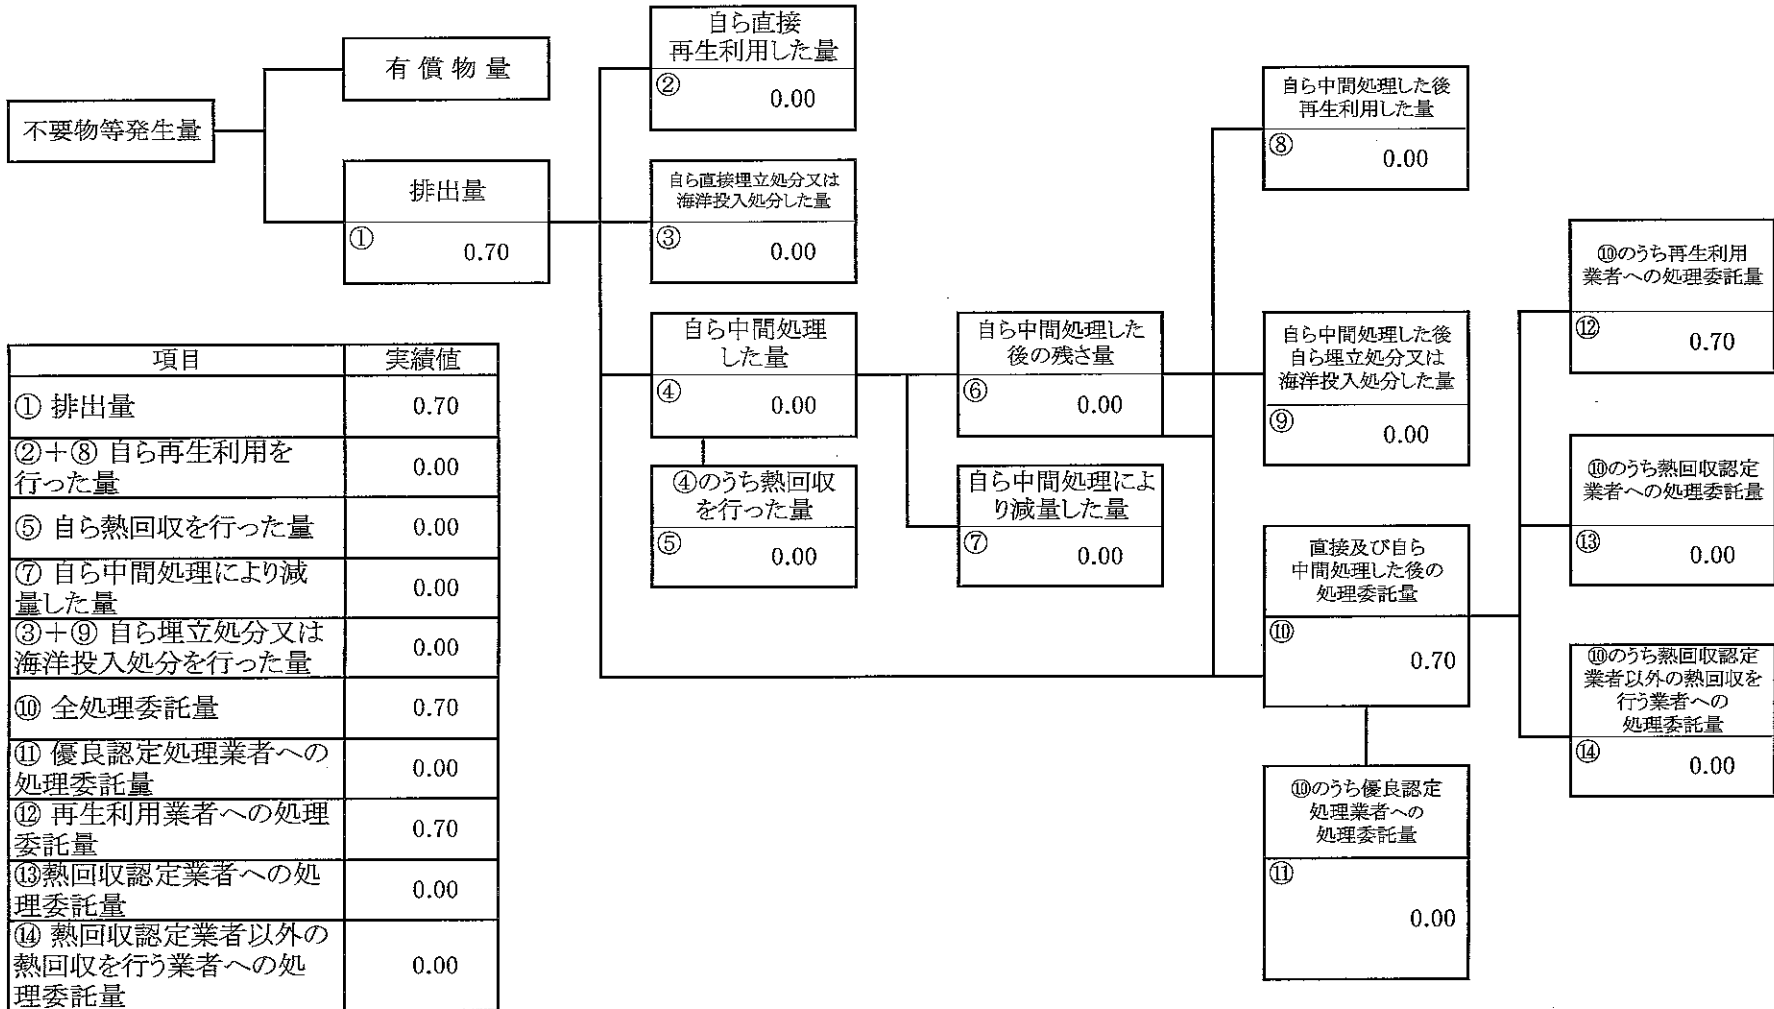 不要物等発生量
有償物量
排出量
①
0.70
自ら直接
再生利用した量
②
0.00
自ら直接埋立処分又は
海洋投入処分した量
③
0.00
自ら中間処理
した量
④
0.00
④のうち熱回収
を行った量
⑤
0.00
自ら中間処理した
後の残さ量
⑥
0.00
自ら中間処理によ
り減量した量
⑦
0.00
自ら中間処理した後
再生利用した量
⑧
0.00
自ら中間処理した後
自ら埋立処分又は
海洋投入処分した量
⑨
0.00
直接及び自ら
中間処理した後の
処理委託量
⑩
0.70
⑩のうち優良認定
処理業者への
処理委託量
⑪
0.00
⑩のうち再生利用
業者への処理委託量
⑫
0.70
⑩のうち熱回収認定
業者への処理委託量
⑬
0.00
⑩のうち熱回収認定
業者以外の熱回収を
行う業者への
処理委託量
⑭
0.00
項目 実績値
① 排出量 0.70
②+⑧ 自ら再生利用を
行った量 0.00
⑤ 自ら熱回収を行った量 0.00
⑦ 自ら中間処理により減
量した量 0.00
③+⑨ 自ら埋立処分又は
海洋投入処分を行った量 0.00
⑩ 全処理委託量 0.70
⑪ 優良認定処理業者への
処理委託量 0.00
⑫ 再生利用業者への処理
委託量 0.70
⑬熱回収認定業者への処
理委託量 0.00
⑭ 熱回収認定業者以外の
熱回収を行う業者への処
理委託量 0.00